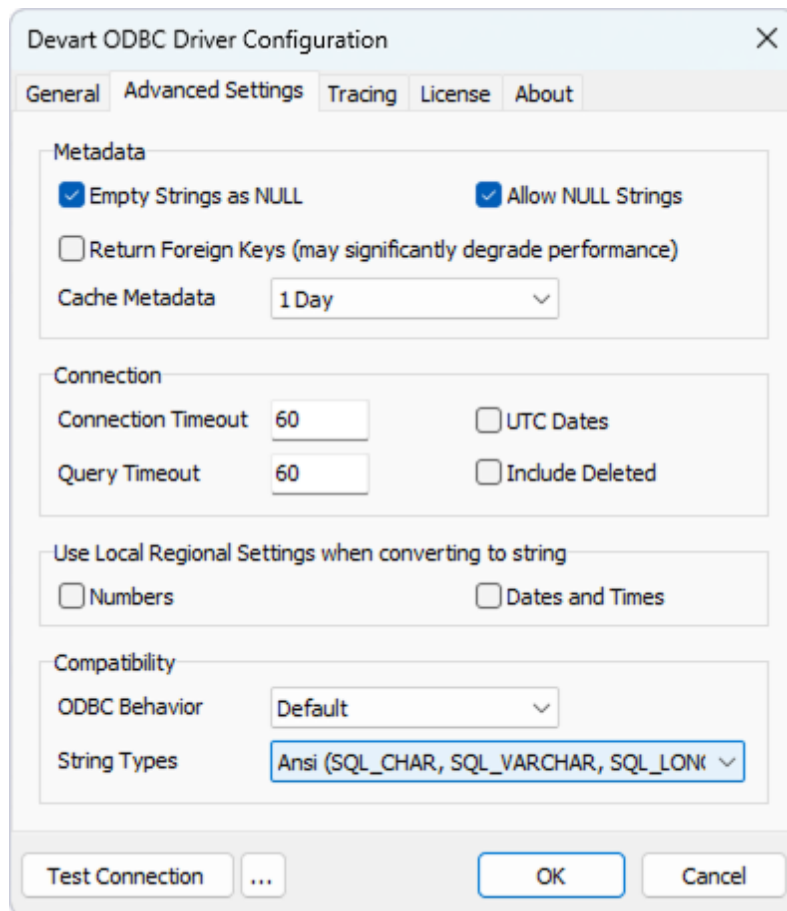 Devart ODBC Driver Configuration
General Advanced Settings Tracing License About
Metadata
Empty Strings as NULL Allow NULL Strings
Return Foreign Keys (may significantly degrade performance)
Cache Metadata 1 Day
Connection
Connection Timeout 60 UTC Dates
Query Timeout 60 Include Deleted
Use Local Regional Settings when converting to string
Numbers Dates and Times
Compatibility
ODBC Behavior Default
String Types Ansi (SQL_CHAR, SQL_VARCHAR, SQL_LON
Test Connection ... OK Cancel